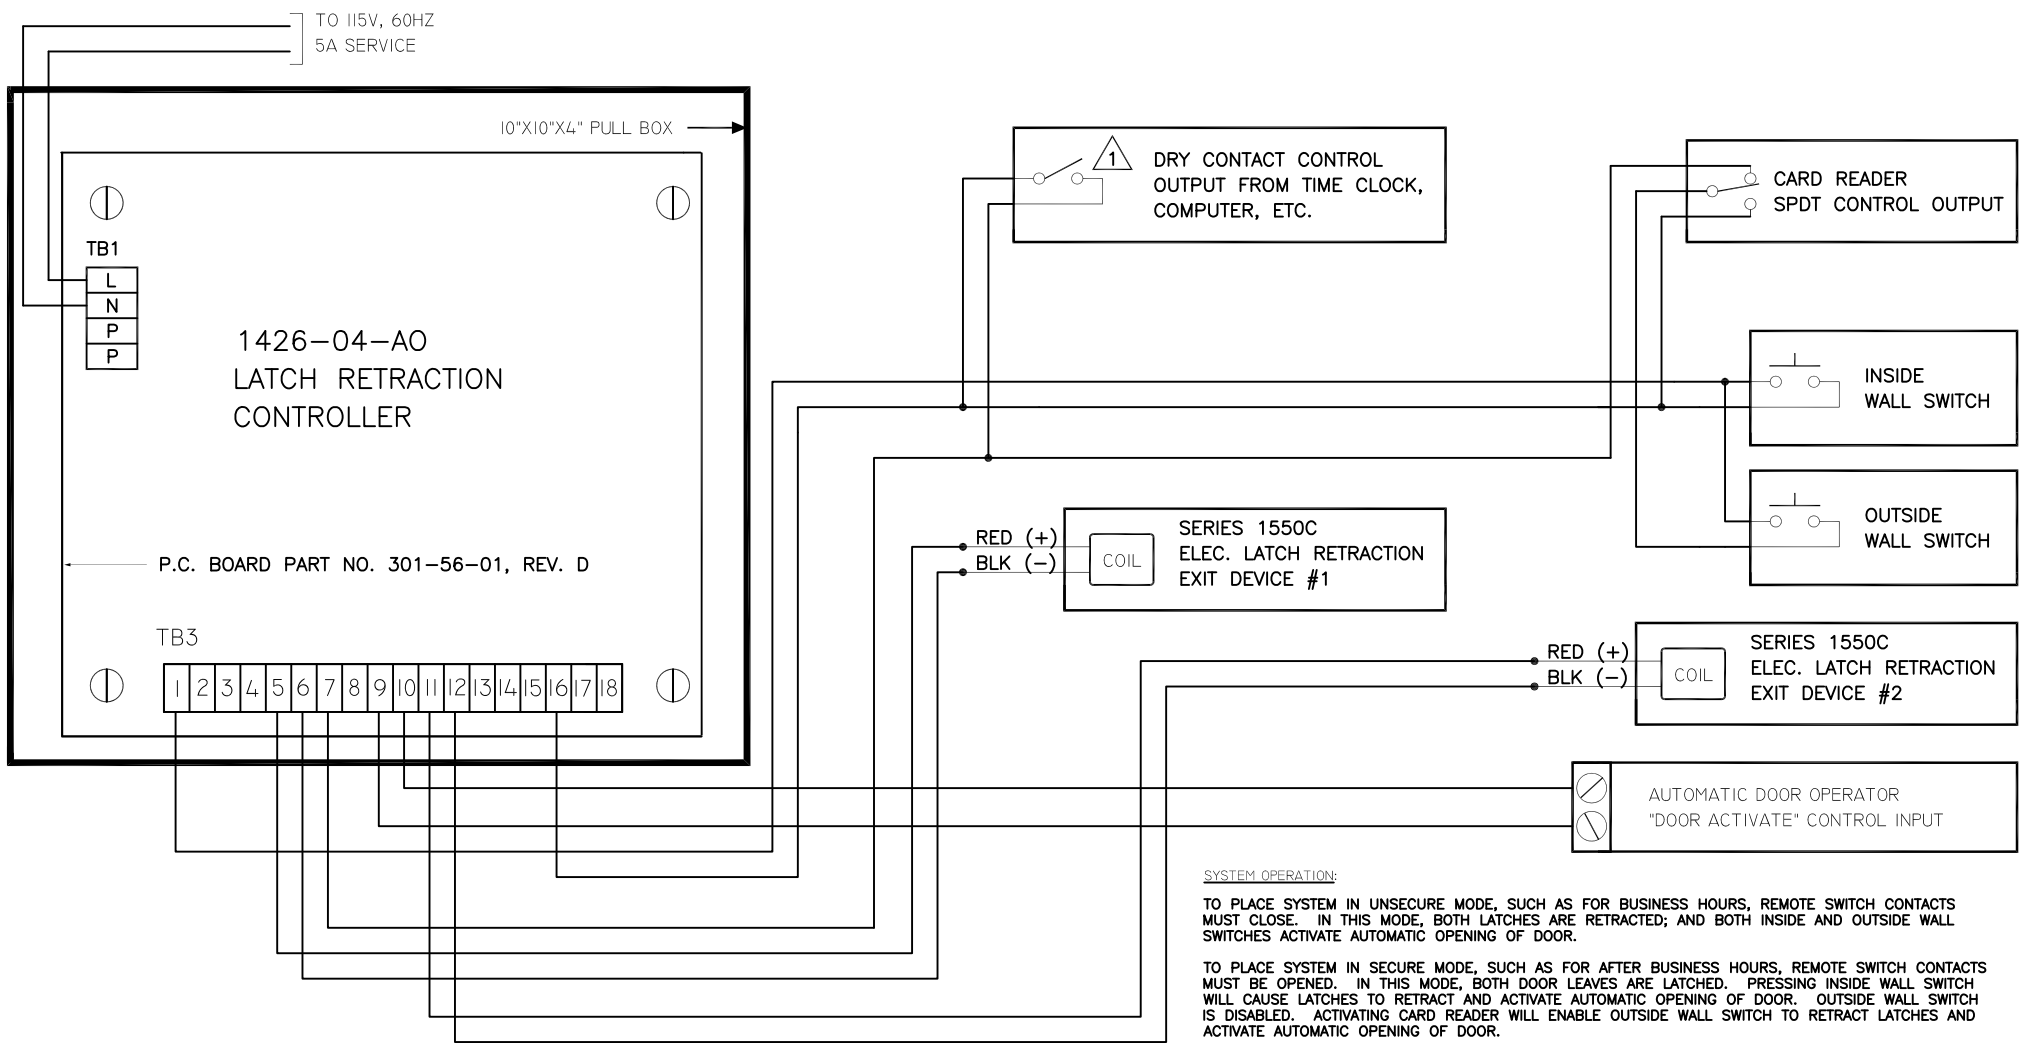 TO 115V, 60HZ
5A SERVICE
10"X10"X4" PULL BOX
TB1
L
N
P
P
1426-04-AO
LATCH RETRACTION
CONTROLLER
P.C. BOARD PART NO. 301-56-01, REV. D
TB3
1 2 3 4 5 6 7 8 9 10 11 12 13 14 15 16 17 18
1
DRY CONTACT CONTROL
OUTPUT FROM TIME CLOCK,
COMPUTER, ETC.
CARD READER
SPDT CONTROL OUTPUT
INSIDE
WALL SWITCH
OUTSIDE
WALL SWITCH
RED (+)
BLK (-)
COIL
SERIES 1550C
ELEC. LATCH RETRACTION
EXIT DEVICE #1
RED (+)
BLK (-)
COIL
SERIES 1550C
ELEC. LATCH RETRACTION
EXIT DEVICE #2
AUTOMATIC DOOR OPERATOR
"DOOR ACTIVATE" CONTROL INPUT
SYSTEM OPERATION:
TO PLACE SYSTEM IN UNSECURE MODE, SUCH AS FOR BUSINESS HOURS, REMOTE SWITCH CONTACTS
MUST CLOSE. IN THIS MODE, BOTH LATCHES ARE RETRACTED; AND BOTH INSIDE AND OUTSIDE WALL
SWITCHES ACTIVATE AUTOMATIC OPENING OF DOOR.
TO PLACE SYSTEM IN SECURE MODE, SUCH AS FOR AFTER BUSINESS HOURS, REMOTE SWITCH CONTACTS
MUST BE OPENED. IN THIS MODE, BOTH DOOR LEAVES ARE LATCHED. PRESSING INSIDE WALL SWITCH
WILL CAUSE LATCHES TO RETRACT AND ACTIVATE AUTOMATIC OPENING OF DOOR. OUTSIDE WALL SWITCH
IS DISABLED. ACTIVATING CARD READER WILL ENABLE OUTSIDE WALL SWITCH TO RETRACT LATCHES AND
ACTIVATE AUTOMATIC OPENING OF DOOR.